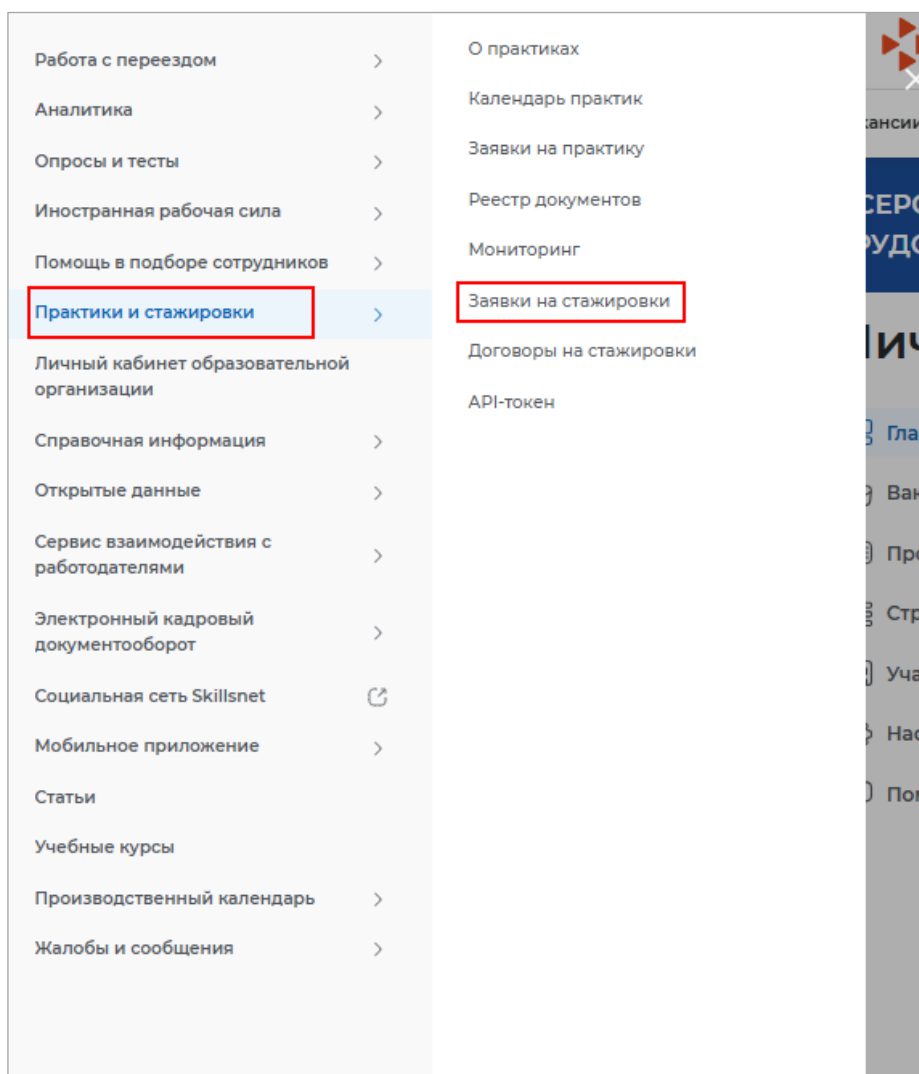 Работа с переездом
Аналитика
Опросы и тесты
Иностранная рабочая сила
Помощь в подборе сотрудников
Практики и стажировки
Личный кабинет образовательной
организации
Справочная информация
Открытые данные
Сервис взаимодействия с
работодателями
Электронный кадровый
документооборот
Социальная сеть Skillsnet
Мобильное приложение
Статьи
Учебные курсы
Производственный календарь
Жалобы и сообщения
О практиках
Календарь практик
Заявки на практику
Реестр документов
Мониторинг
Заявки на стажировки
Договоры на стажировки
API-токен